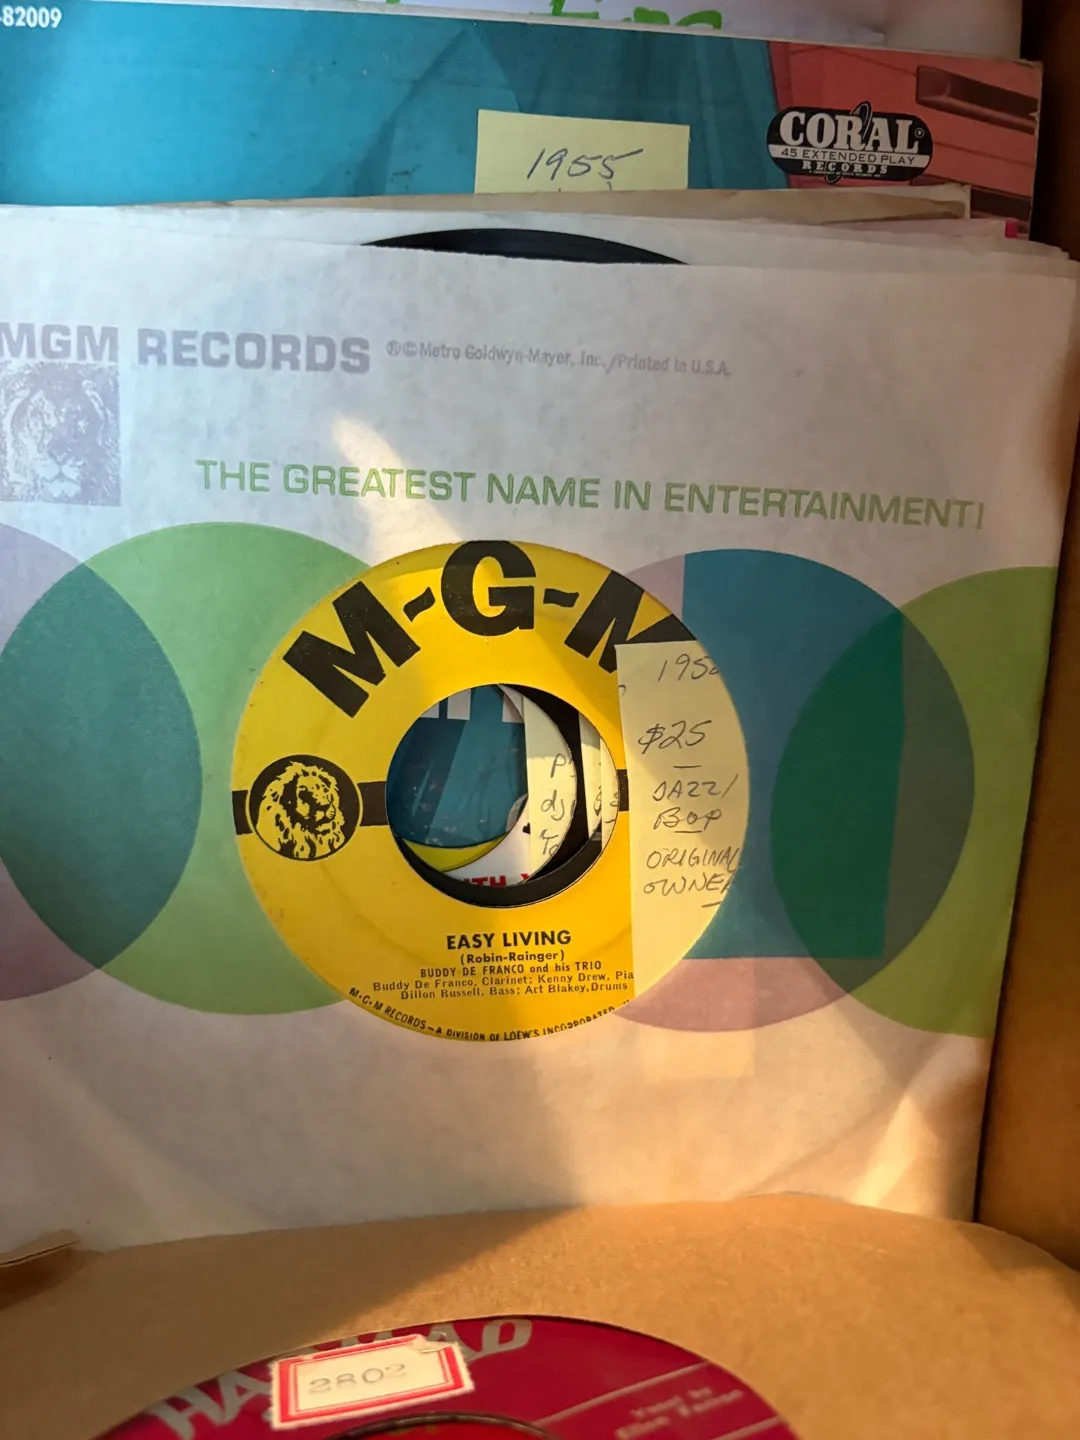 -82009
CORAL
45 EXTENDED PLAY
RECORDS
1955
MGM RECORDS ®©Metro Goldwyn-Mayer, Inc./Printed in U.S.A.
THE GREATEST NAME IN ENTERTAINMENT!
M-G-M
195
$25
JAZZ/
BOP
ORIGINAL
OWNER
EASY LIVING
(Robin-Rainger)
BUDDY DE FRANCO and his TRIO
Buddy De Franco, Clarinet; Kenny Drew, Pia
Dillon Russell, Bass; Art Blakey, Drums
M-G-M RECORDS—A DIVISION OF LOEW'S INCORPORATED
2802